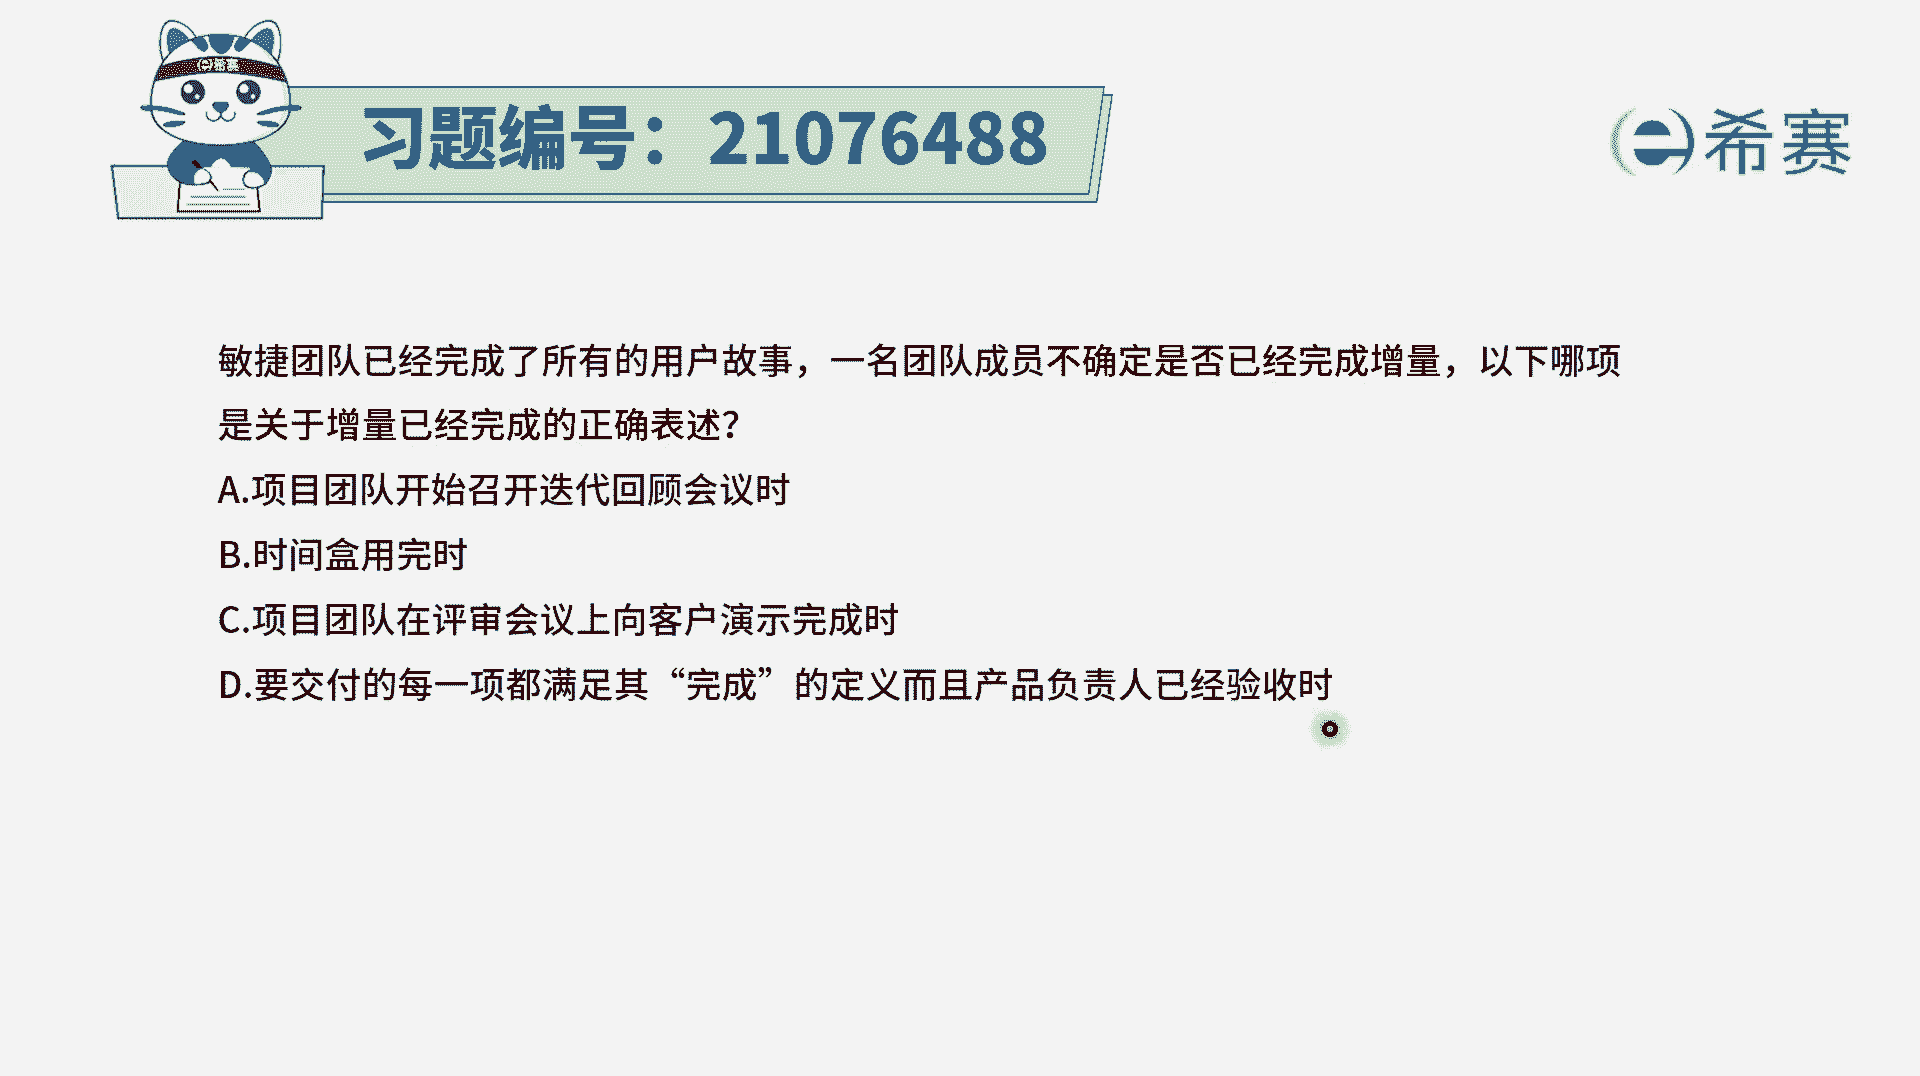 希赛
习题编号：21076488
希赛
敏捷团队已经完成了所有的用户故事，一名团队成员不确定是否已经完成增量，以下哪项
是关于增量已经完成的正确表述？
A.项目团队开始召开迭代回顾会议时
B.时间盒用完时
C.项目团队在评审会议上向客户演示完成时
D.要交付的每一项都满足其“完成”的定义而且产品负责人已经验收时